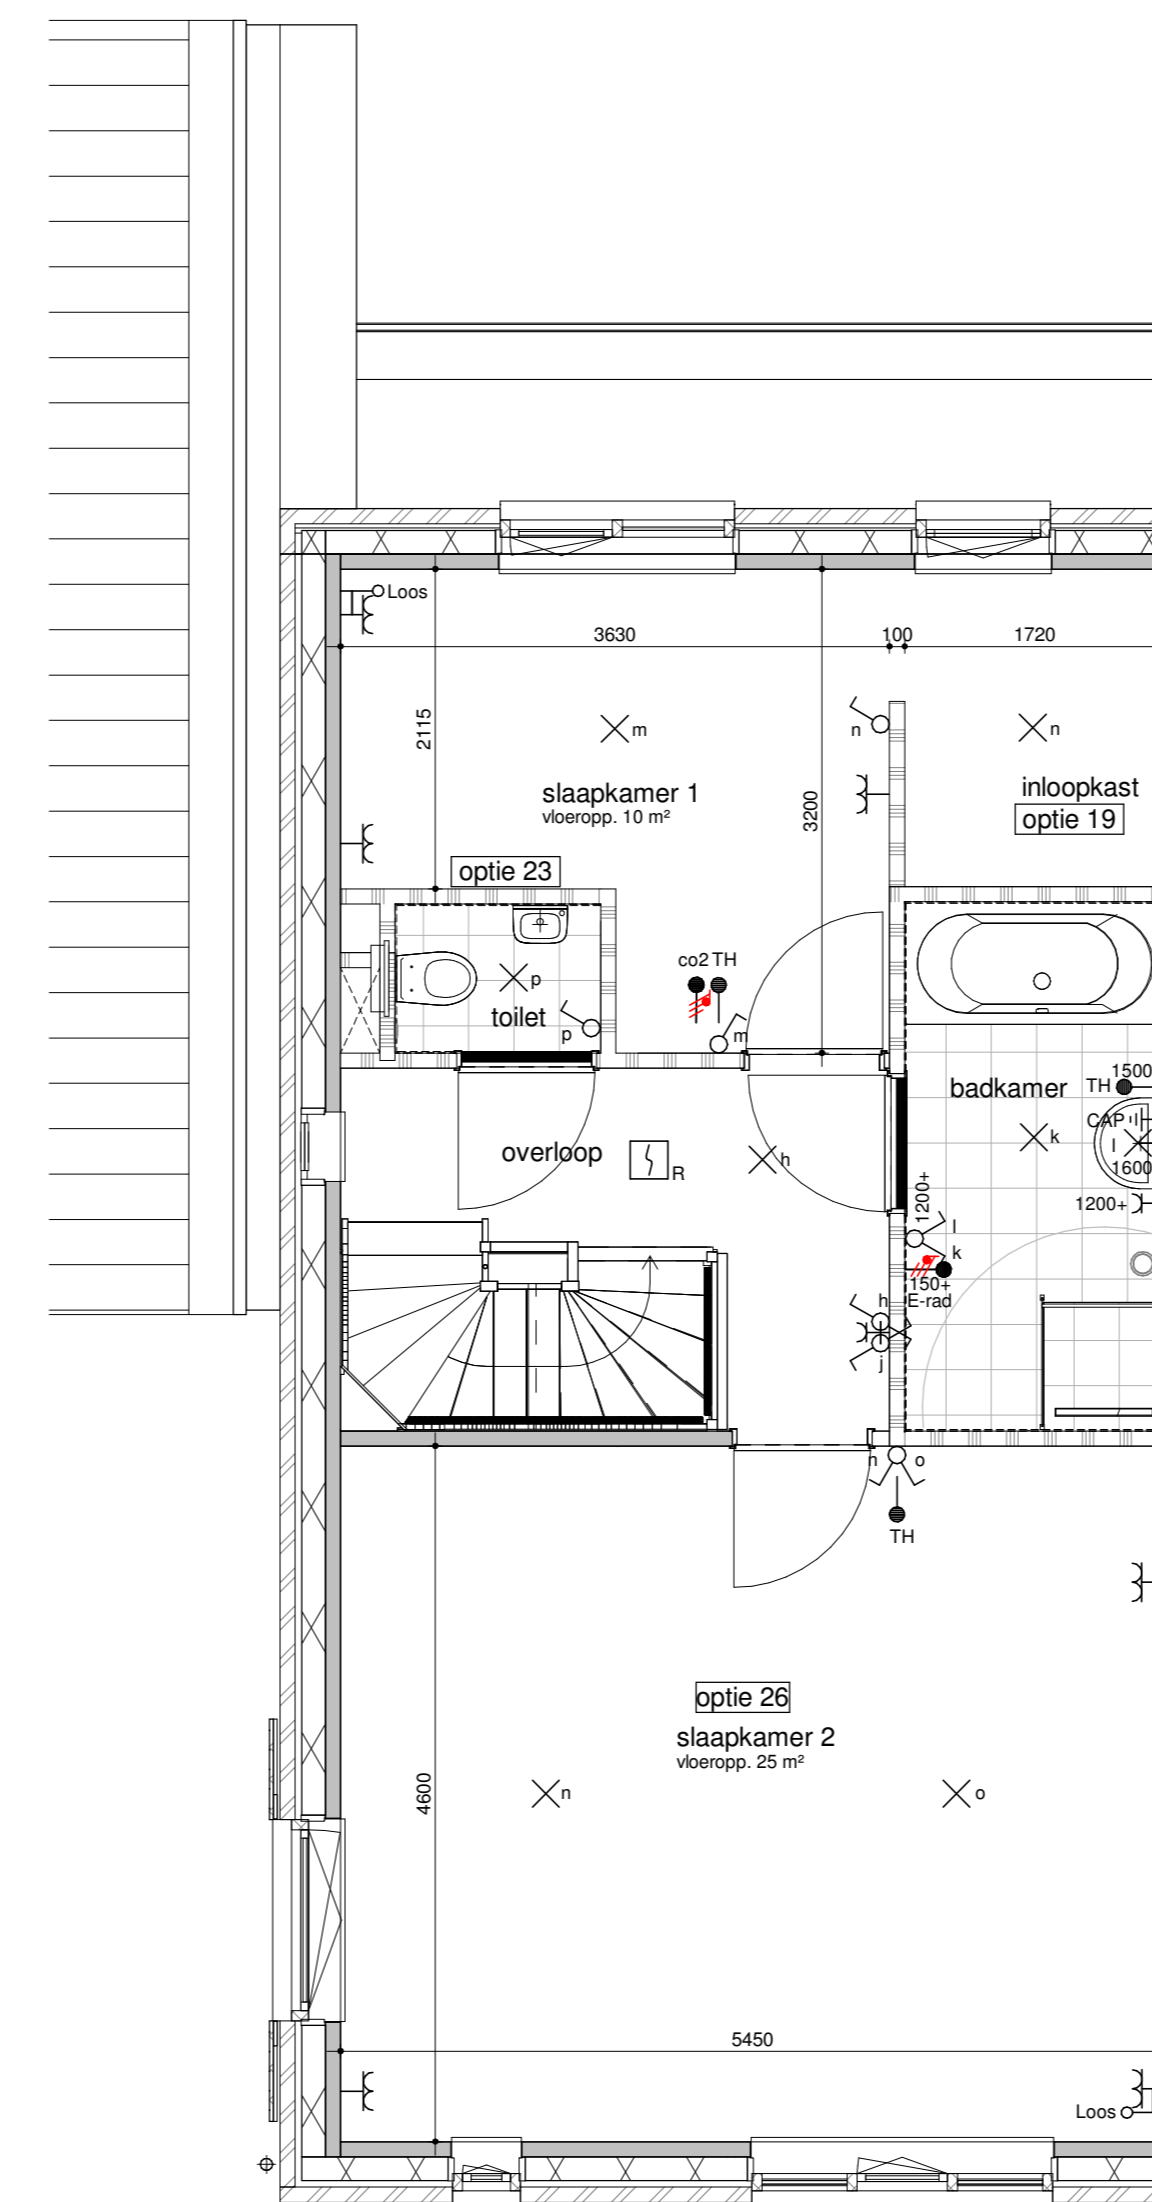 Loos
3630
100
1720
2115
n
m
n
slaapkamer 1
vloeropp. 10 m²
3200
inloopkast
optie 19
optie 23
co2 TH
p
toilet
p
m
badkamer
TH
1500
CAP
k
l
1600
overloop
R
h
1200+
1200+
l
k
150+
E-rad
h
j
n
o
TH
optie 26
slaapkamer 2
vloeropp. 25 m²
4600
n
o
5450
Loos